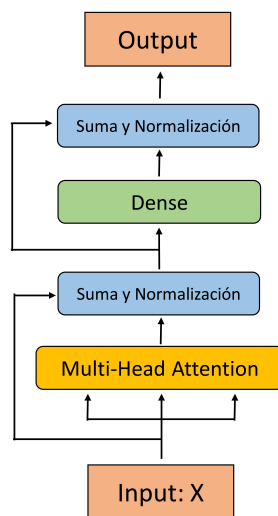 Output
Suma y Normalización
Dense
Suma y Normalización
Multi-Head Attention
Input: X